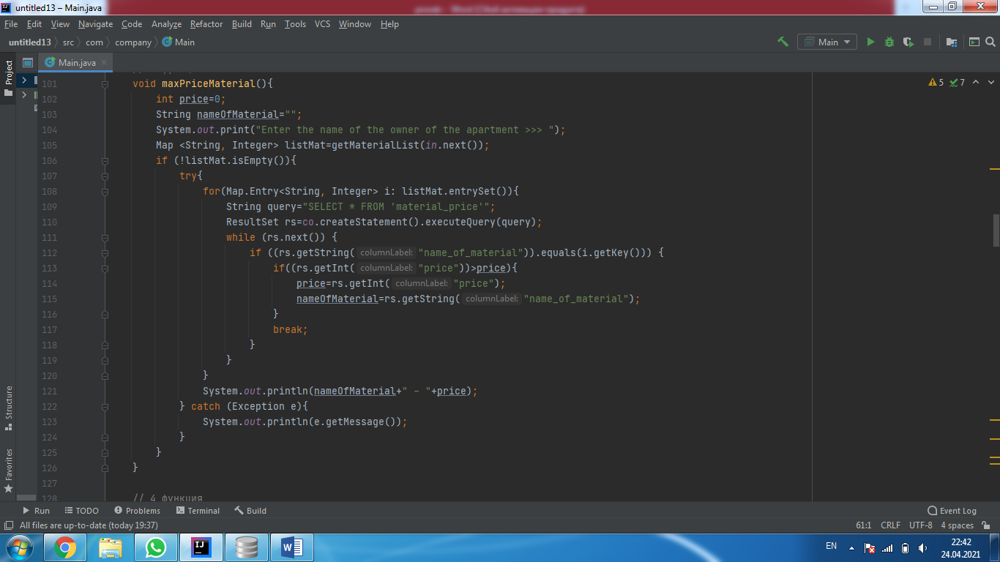 untitled13 – Main.java
File Edit View Navigate Code Analyze Refactor Build Run Tools VCS Window Help
untitled13 src com company Main
Main
Project
Main.java
5 7
101 void maxPriceMaterial(){
102 int price=0;
103 String nameOfMaterial="";
104 System.out.print("Enter the name of the owner of the apartment >>> ");
105 Map <String, Integer> listMat=getMaterialList(in.next());
106 if (!listMat.isEmpty()){
107 try{
108 for(Map.Entry<String, Integer> i: listMat.entrySet()){
109 String query="SELECT * FROM 'material_price'";
110 ResultSet rs=co.createStatement().executeQuery(query);
111 while (rs.next()) {
112 if ((rs.getString( columnLabel: "name_of_material")).equals(i.getKey())) {
113 if((rs.getInt( columnLabel: "price"))>price){
114 price=rs.getInt( columnLabel: "price");
115 nameOfMaterial=rs.getString( columnLabel: "name_of_material");
116 }
117 break;
118 }
119 }
120 }
121 System.out.println(nameOfMaterial+" - "+price);
122 } catch (Exception e){
123 System.out.println(e.getMessage());
124 }
125 }
126 }
127
128 // 4 функция
Structure
Favorites
Run TODO Problems Terminal Build Event Log
All files are up-to-date (today 19:37) 61:1 CRLF UTF-8 4 spaces
EN 22:42
24.04.2021